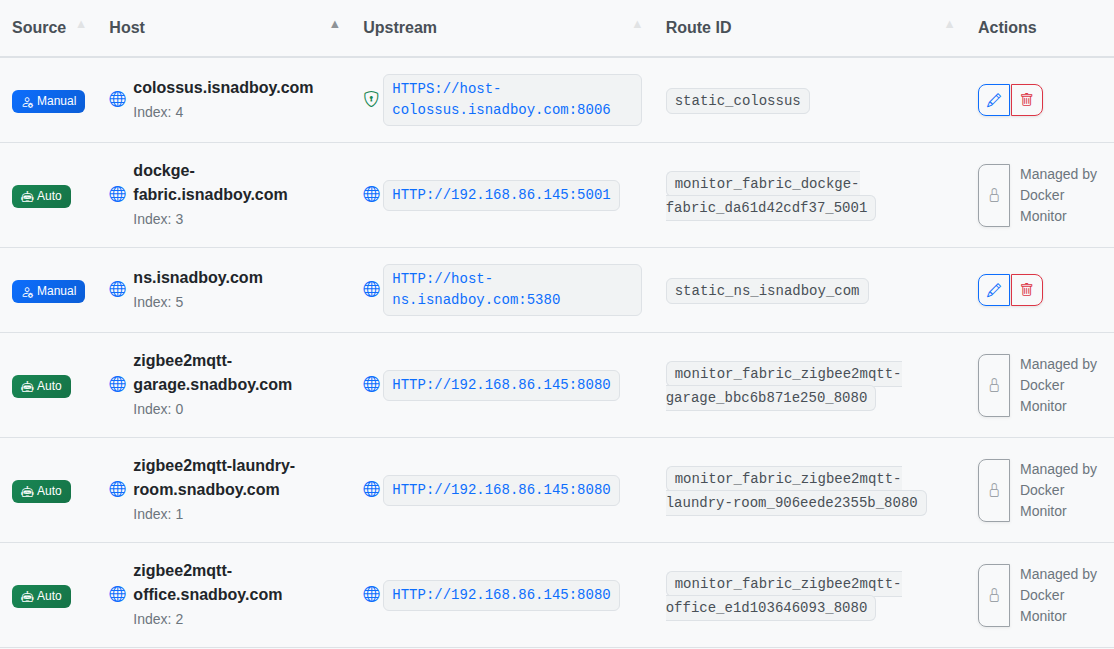 Source ▲ Host ▲ Upstream ▲ Route ID ▲ Actions
Manual
colossus.isnadboy.com
Index: 4
HTTPS://host-
colossus.isnadboy.com:8006
static_colossus
Auto
dockge-
fabric.isnadboy.com
Index: 3
HTTP://192.168.86.145:5001
monitor_fabric_dockge-
fabric_da61d42cdf37_5001
Managed by
Docker
Monitor
Manual
ns.isnadboy.com
Index: 5
HTTP://host-
ns.isnadboy.com:5380
static_ns_isnadboy_com
Auto
zigbee2mqtt-
garage.snadboy.com
Index: 0
HTTP://192.168.86.145:8080
monitor_fabric_zigbee2mqtt-
garage_bbc6b871e250_8080
Managed by
Docker
Monitor
Auto
zigbee2mqtt-laundry-
room.snadboy.com
Index: 1
HTTP://192.168.86.145:8080
monitor_fabric_zigbee2mqtt-
laundry-room_906eede2355b_8080
Managed by
Docker
Monitor
Auto
zigbee2mqtt-
office.snadboy.com
Index: 2
HTTP://192.168.86.145:8080
monitor_fabric_zigbee2mqtt-
office_e1d103646093_8080
Managed by
Docker
Monitor